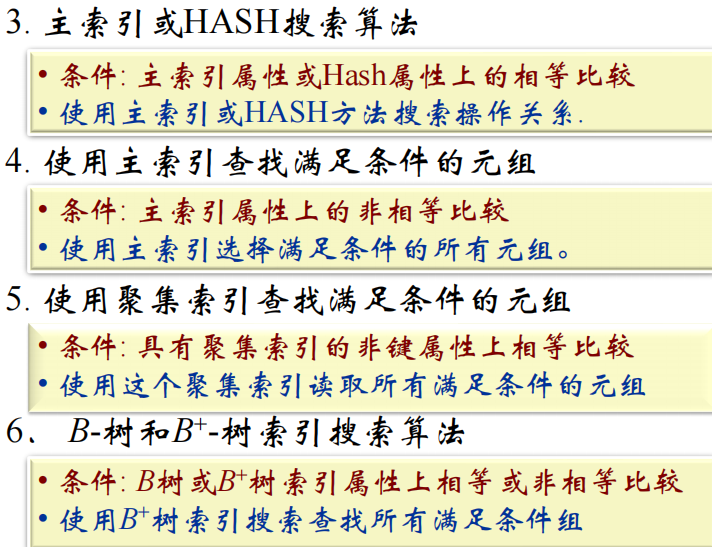 3. 主索引或HASH搜索算法
• 条件: 主索引属性或Hash属性上的相等比较
• 使用主索引或HASH方法搜索操作关系.
4. 使用主索引查找满足条件的元组
• 条件: 主索引属性上的非相等比较
• 使用主索引选择满足条件的所有元组。
5. 使用聚集索引查找满足条件的元组
• 条件: 具有聚集索引的非键属性上相等比较
• 使用这个聚集索引读取所有满足条件的元组
6、 B-树和B⁺-树索引搜索算法
• 条件: B树或B⁺树索引属性上相等或非相等比较
• 使用B⁺树索引搜索查找所有满足条件组